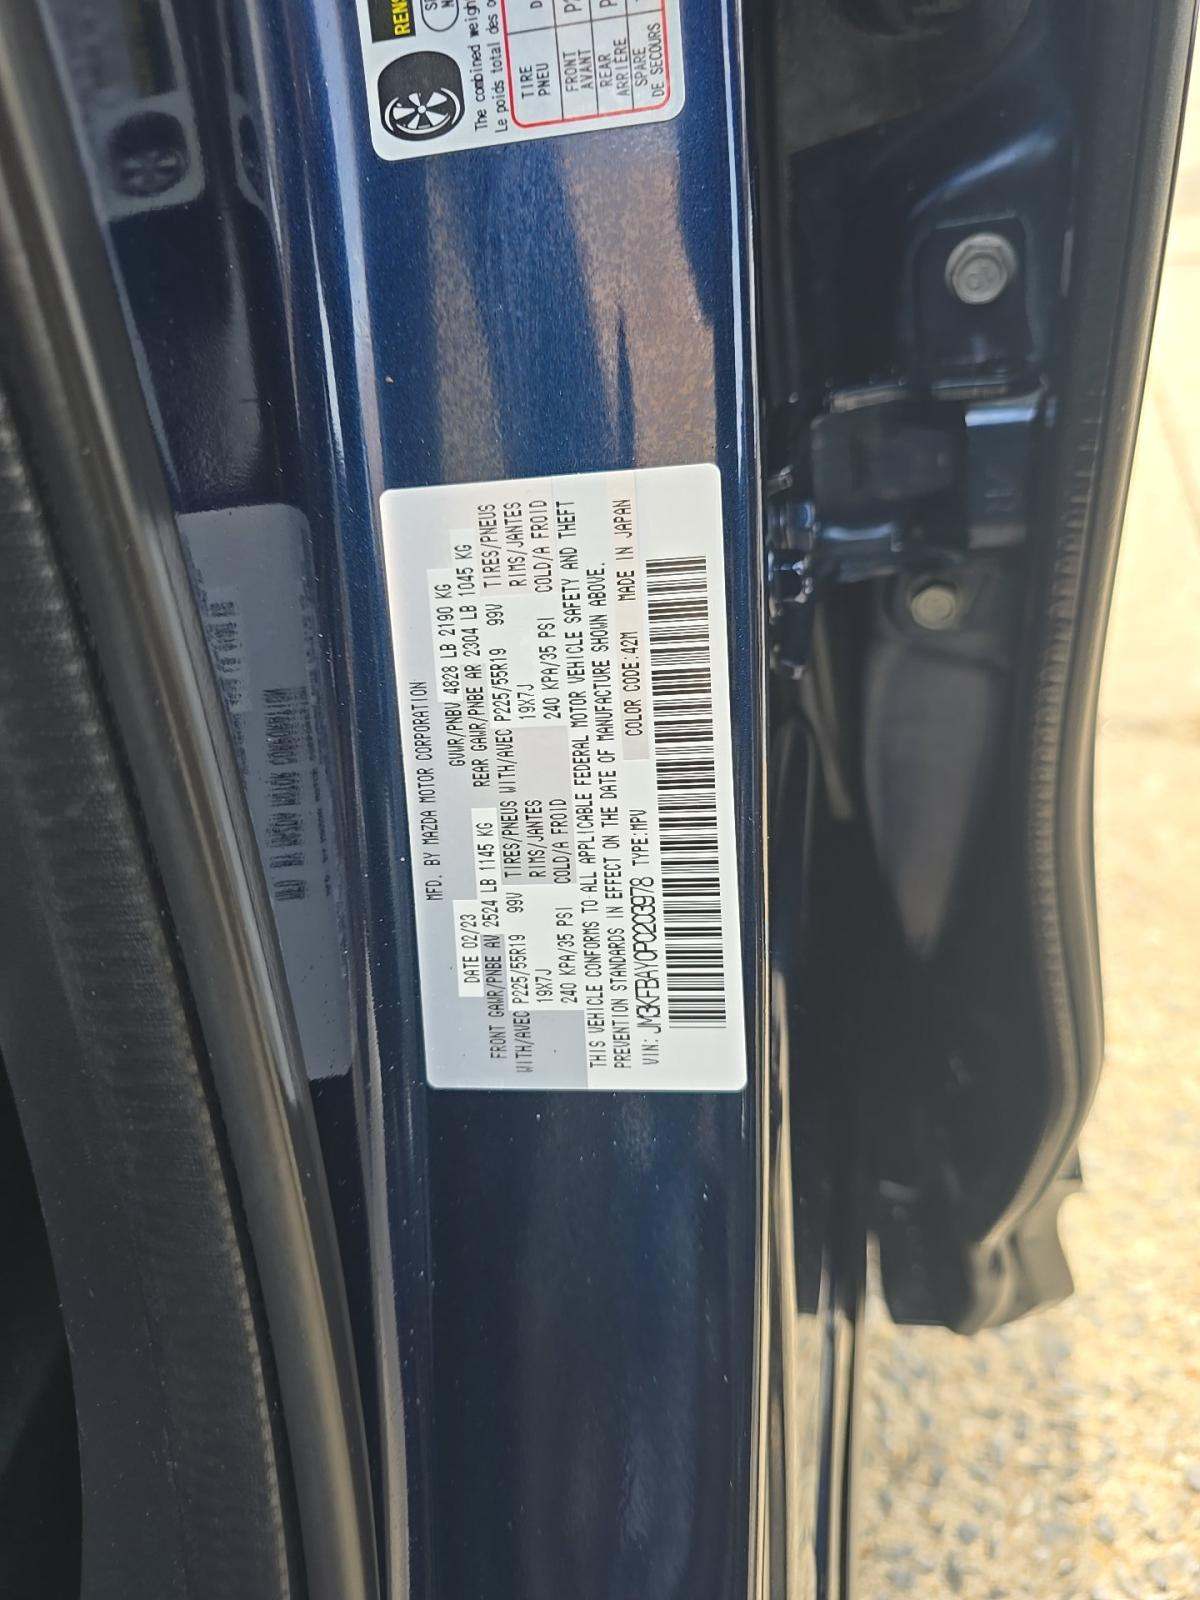 RENS
The combined weigh
Le poids total des o
TIRE
PNEU
FRONT
AVANT
REAR
ARRIÈRE
SPARE
DE SECOURS
MFD. BY MAZDA MOTOR CORPORATION
DATE 02/23 GVWR/PNBV 4828 LB 2190 KG
FRONT GAWR/PNBE AV 2524 LB 1145 KG REAR GAWR/PNBE AR 2304 LB 1045 KG
WITH/AVEC P225/55R19 99V TIRES/PNEUS WITH/AVEC P225/55R19 99V TIRES/PNEUS
19X7J RIMS/JANTES 19X7J RIMS/JANTES
240 KPA/35 PSI COLD/A FROID 240 KPA/35 PSI COLD/A FROID
THIS VEHICLE CONFORMS TO ALL APPLICABLE FEDERAL MOTOR VEHICLE SAFETY AND THEFT
PREVENTION STANDARDS IN EFFECT ON THE DATE OF MANUFACTURE SHOWN ABOVE.
VIN: JM3KFBAY0P0203978 TYPE:MPV COLOR CODE:42M MADE IN JAPAN